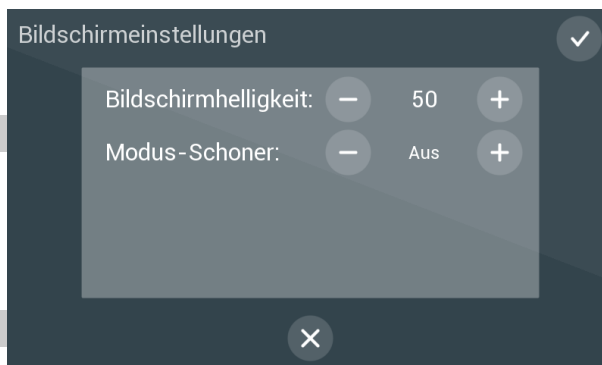 Bildschirmeinstellungen
Bildschirmhelligkeit: − 50 +
Modus-Schoner: − Aus +